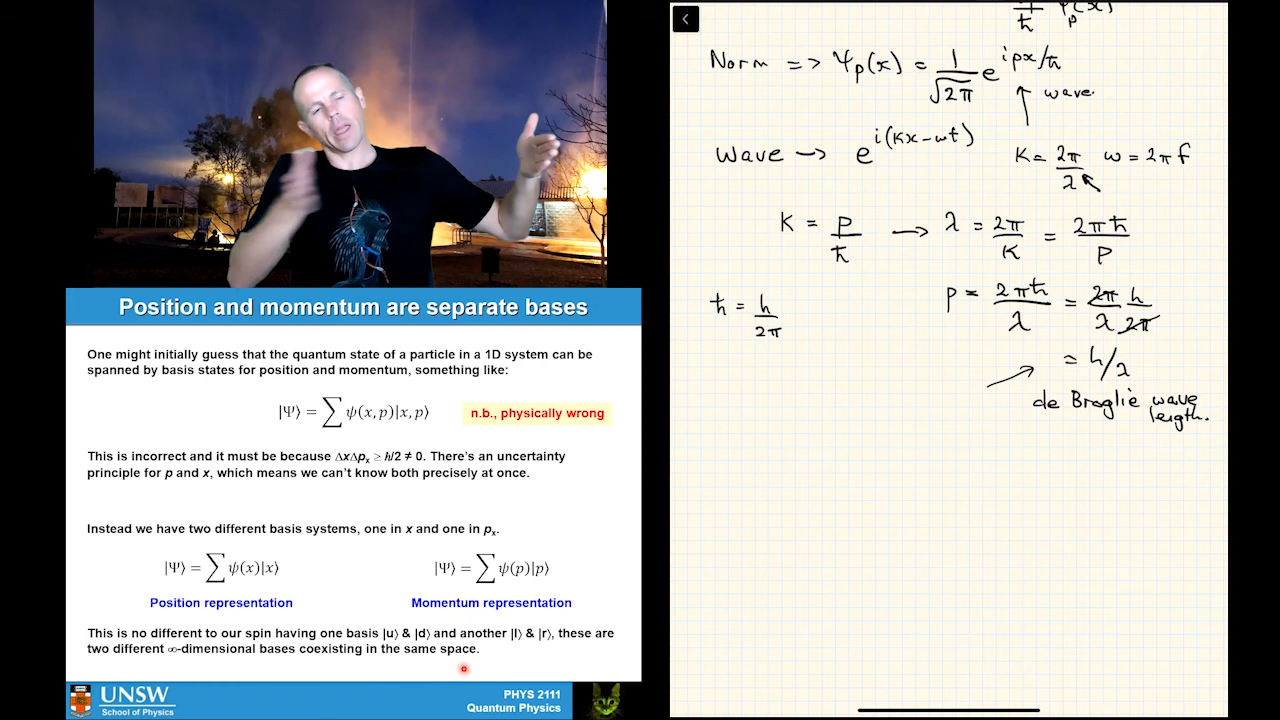 Position and momentum are separate bases
One might initially guess that the quantum state of a particle in a 1D system can be
spanned by basis states for position and momentum, something like:
|Ψ⟩ = ∑ ψ(x, p)|x, p⟩
n.b., physically wrong
This is incorrect and it must be because ΔxΔpₓ ≥ ℏ/2 ≠ 0. There's an uncertainty
principle for p and x, which means we can't know both precisely at once.
Instead we have two different basis systems, one in x and one in pₓ.
|Ψ⟩ = ∑ ψ(x)|x⟩
|Ψ⟩ = ∑ ψ(p)|p⟩
Position representation
Momentum representation
This is no different to our spin having one basis |u⟩ & |d⟩ and another |l⟩ & |r⟩, these are
two different ∞-dimensional bases coexisting in the same space.
UNSW
School of Physics
PHYS 2111
Quantum Physics
ℏ ψₚ(x)
Norm => Ψₚ(x) = 1/√2π e^{ipx/ℏ}
wave.
Wave → e^{i(kx-ωt)} k = 2π/λ ω = 2πf
k = p/ℏ → λ = 2π/k = 2πℏ/p
ℏ = h/2π p = 2πℏ/λ = 2π/λ h/2π
= h/λ
de Broglie wave
length.